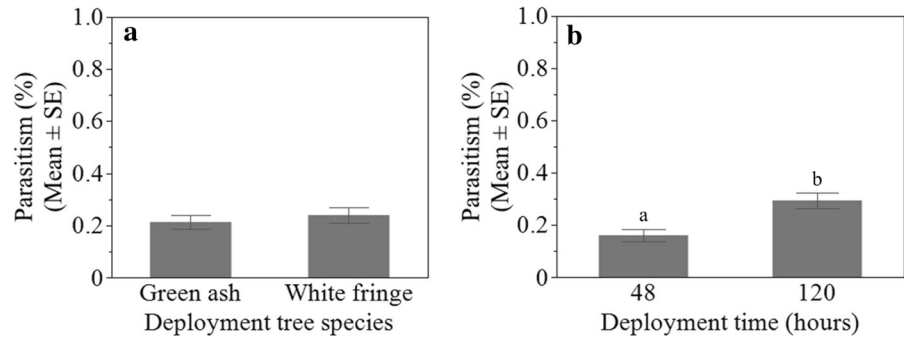 a
Parasitism (%)
(Mean ± SE)
1.0
0.8
0.6
0.4
0.2
0
Green ash White fringe
Deployment tree species
b
Parasitism (%)
(Mean ± SE)
1.0
0.8
0.6
0.4
0.2
0
a
b
48 120
Deployment time (hours)